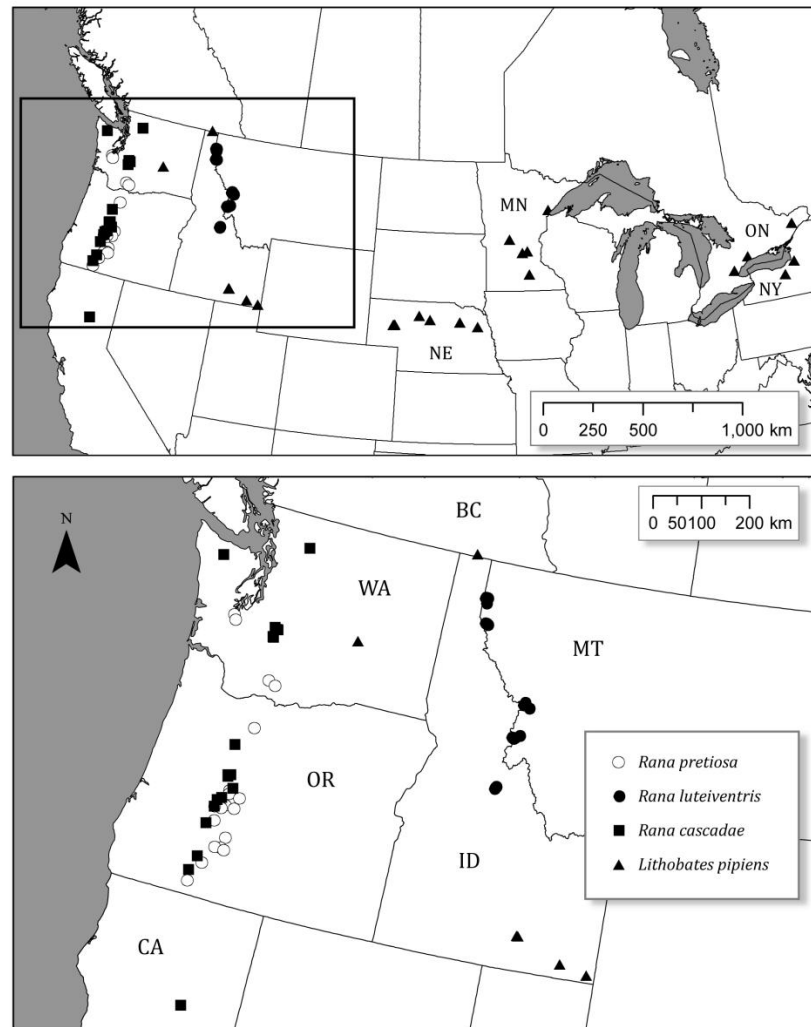 MN
ON
NY
NE
0 250 500 1,000 km
N
BC
0 50100 200 km
WA
MT
OR
Rana pretiosa
Rana luteiventris
Rana cascadae
Lithobates pipiens
ID
CA